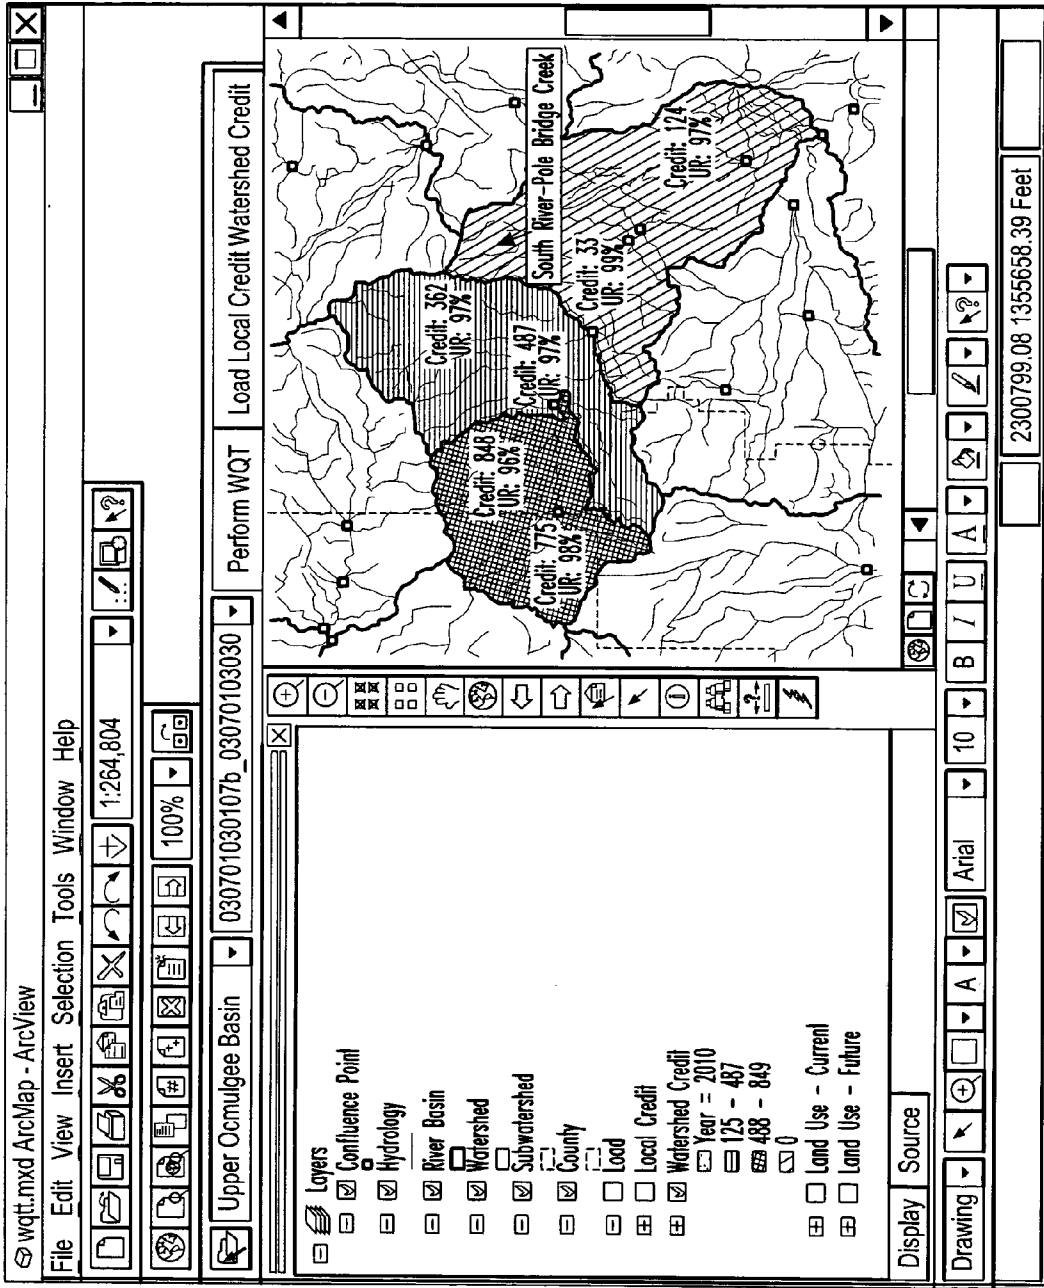 wqtt.mxd ArcMap - ArcView
File Edit View Insert Selection Tools Window Help
1:264,804
100%
Upper Ocmulgee Basin
030701030107b_03070103030
Perform WQT
Load Local Credit Watershed Credit
Layers
Confluence Point
Hydrology
River Basin
Watershed
Subwatershed
County
Load
Local Credit
Watershed Credit
Year = 2010
125 - 487
488 - 849
0
Land Use - Current
Land Use - Future
Display
Source
Credit: 362
UR: 97%
Credit: 487
UR: 97%
Credit: 848
UR: 96%
Credit: 775
UR: 98%
South River-Pole Bridge Creek
Credit: 33
UR: 99%
Credit: 124
UR: 97%
Drawing
A
Arial
10
B I U
A
2300799.08 1355658.39 Feet